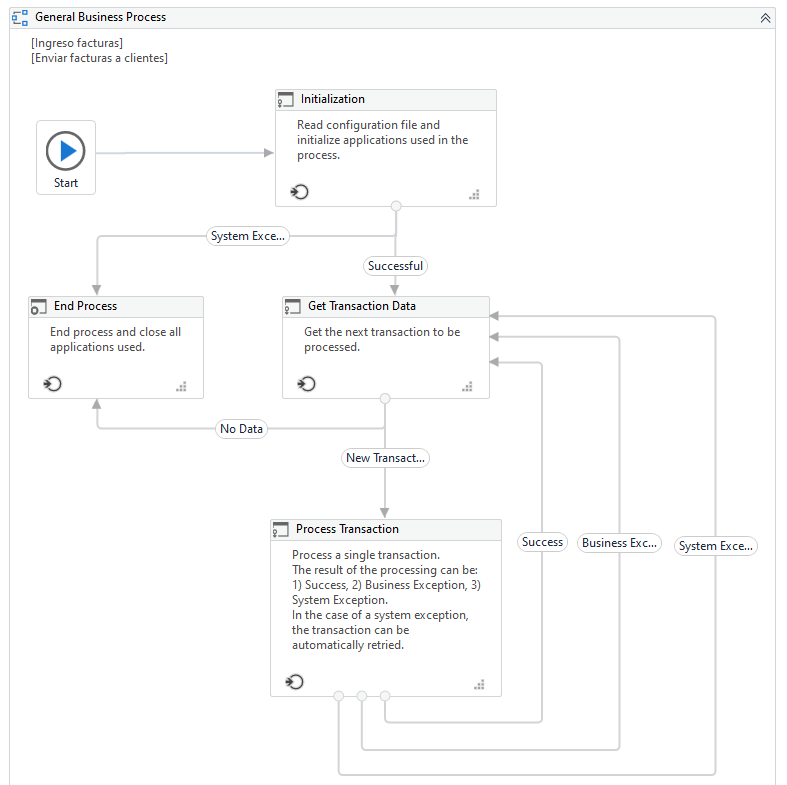 General Business Process
[Ingreso facturas]
[Enviar facturas a clientes]
Initialization
Read configuration file and
initialize applications used in the
process.
Start
System Exce...
Successful
End Process
End process and close all
applications used.
Get Transaction Data
Get the next transaction to be
processed.
No Data
New Transact...
Process Transaction
Process a single transaction.
The result of the processing can be:
1) Success, 2) Business Exception, 3)
System Exception.
In the case of a system exception,
the transaction can be
automatically retried.
Success
Business Exc...
System Exce...